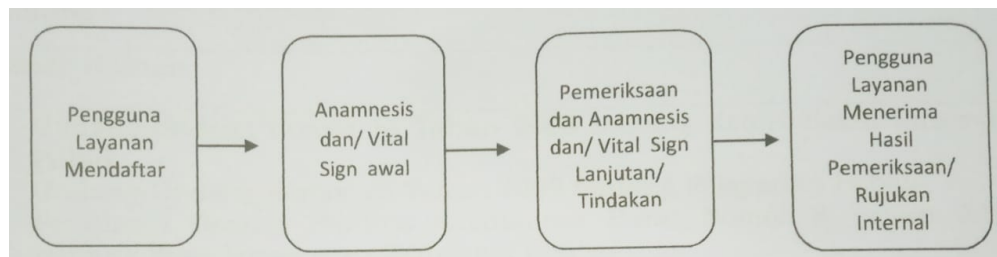 Pengguna
Layanan
Mendaftar
Anamnesis
dan/ Vital
Sign awal
Pemeriksaan
dan Anamnesis
dan/ Vital Sign
Lanjutan/
Tindakan
Pengguna
Layanan
Menerima
Hasil
Pemeriksaan/
Rujukan
Internal